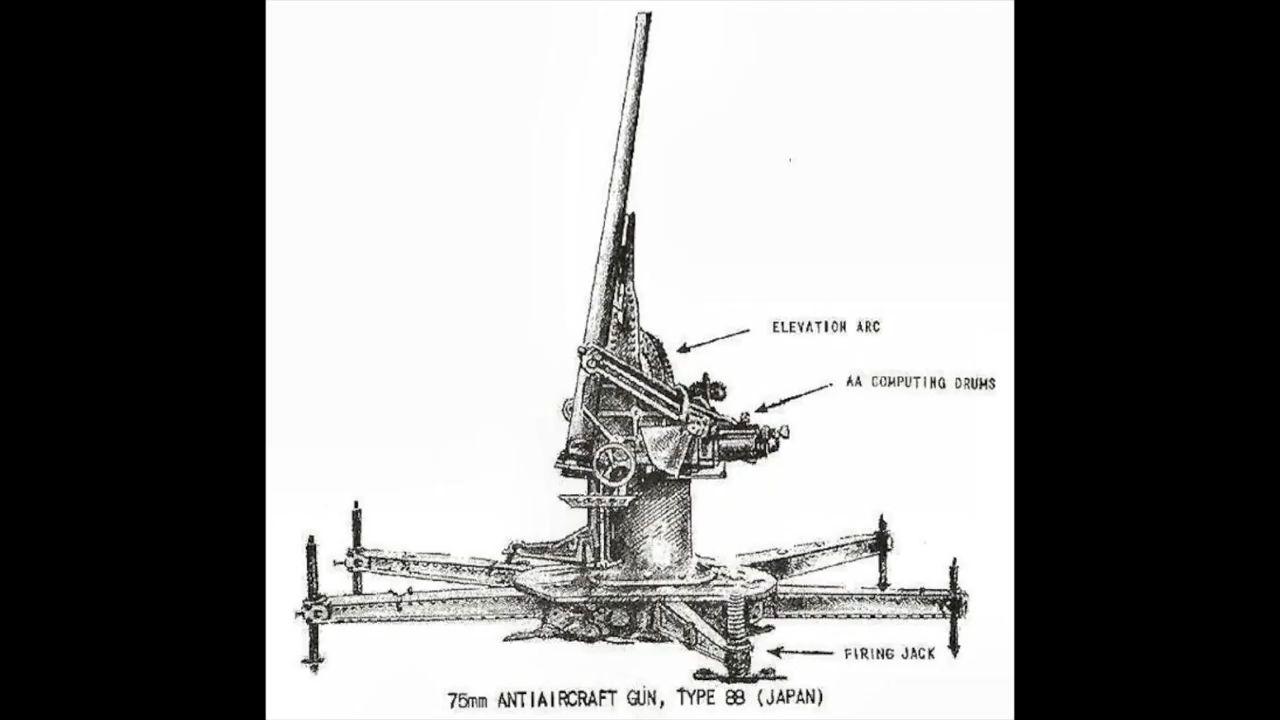 ELEVATION ARC
AA COMPUTING DRUMS
FIRING JACK
75mm ANTIAIRCRAFT GUN, TYPE 88 (JAPAN)